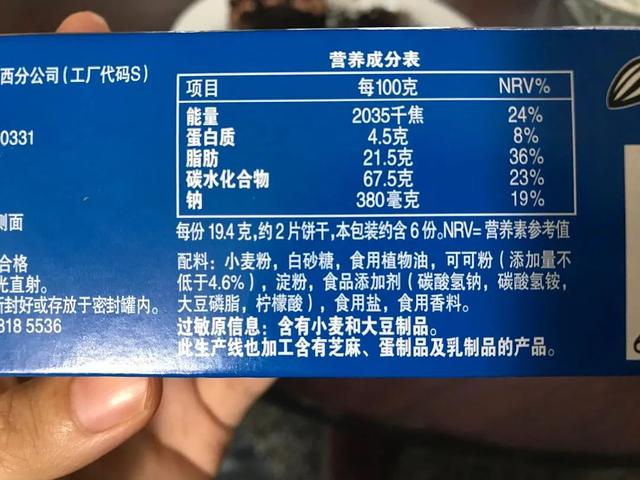 营养成分表
西分公司(工厂代码S)
项目 每100克 NRV%
能量 2035千焦 24%
蛋白质 4.5克 8%
脂肪 21.5克 36%
碳水化合物 67.5克 23%
钠 380毫克 19%
0331
侧面
每份19.4克,约2片饼干,本包装约含6份。NRV=营养素参考值
合格
光直射。
封好或存放于密封罐内。
818 5536
配料：小麦粉，白砂糖，食用植物油，可可粉（添加量不
低于4.6%），淀粉，食品添加剂（碳酸氢钠，碳酸氢铵，
大豆磷脂，柠檬酸），食用盐，食用香料。
过敏原信息：含有小麦和大豆制品。
此生产线也加工含有芝麻、蛋制品及乳制品的产品。